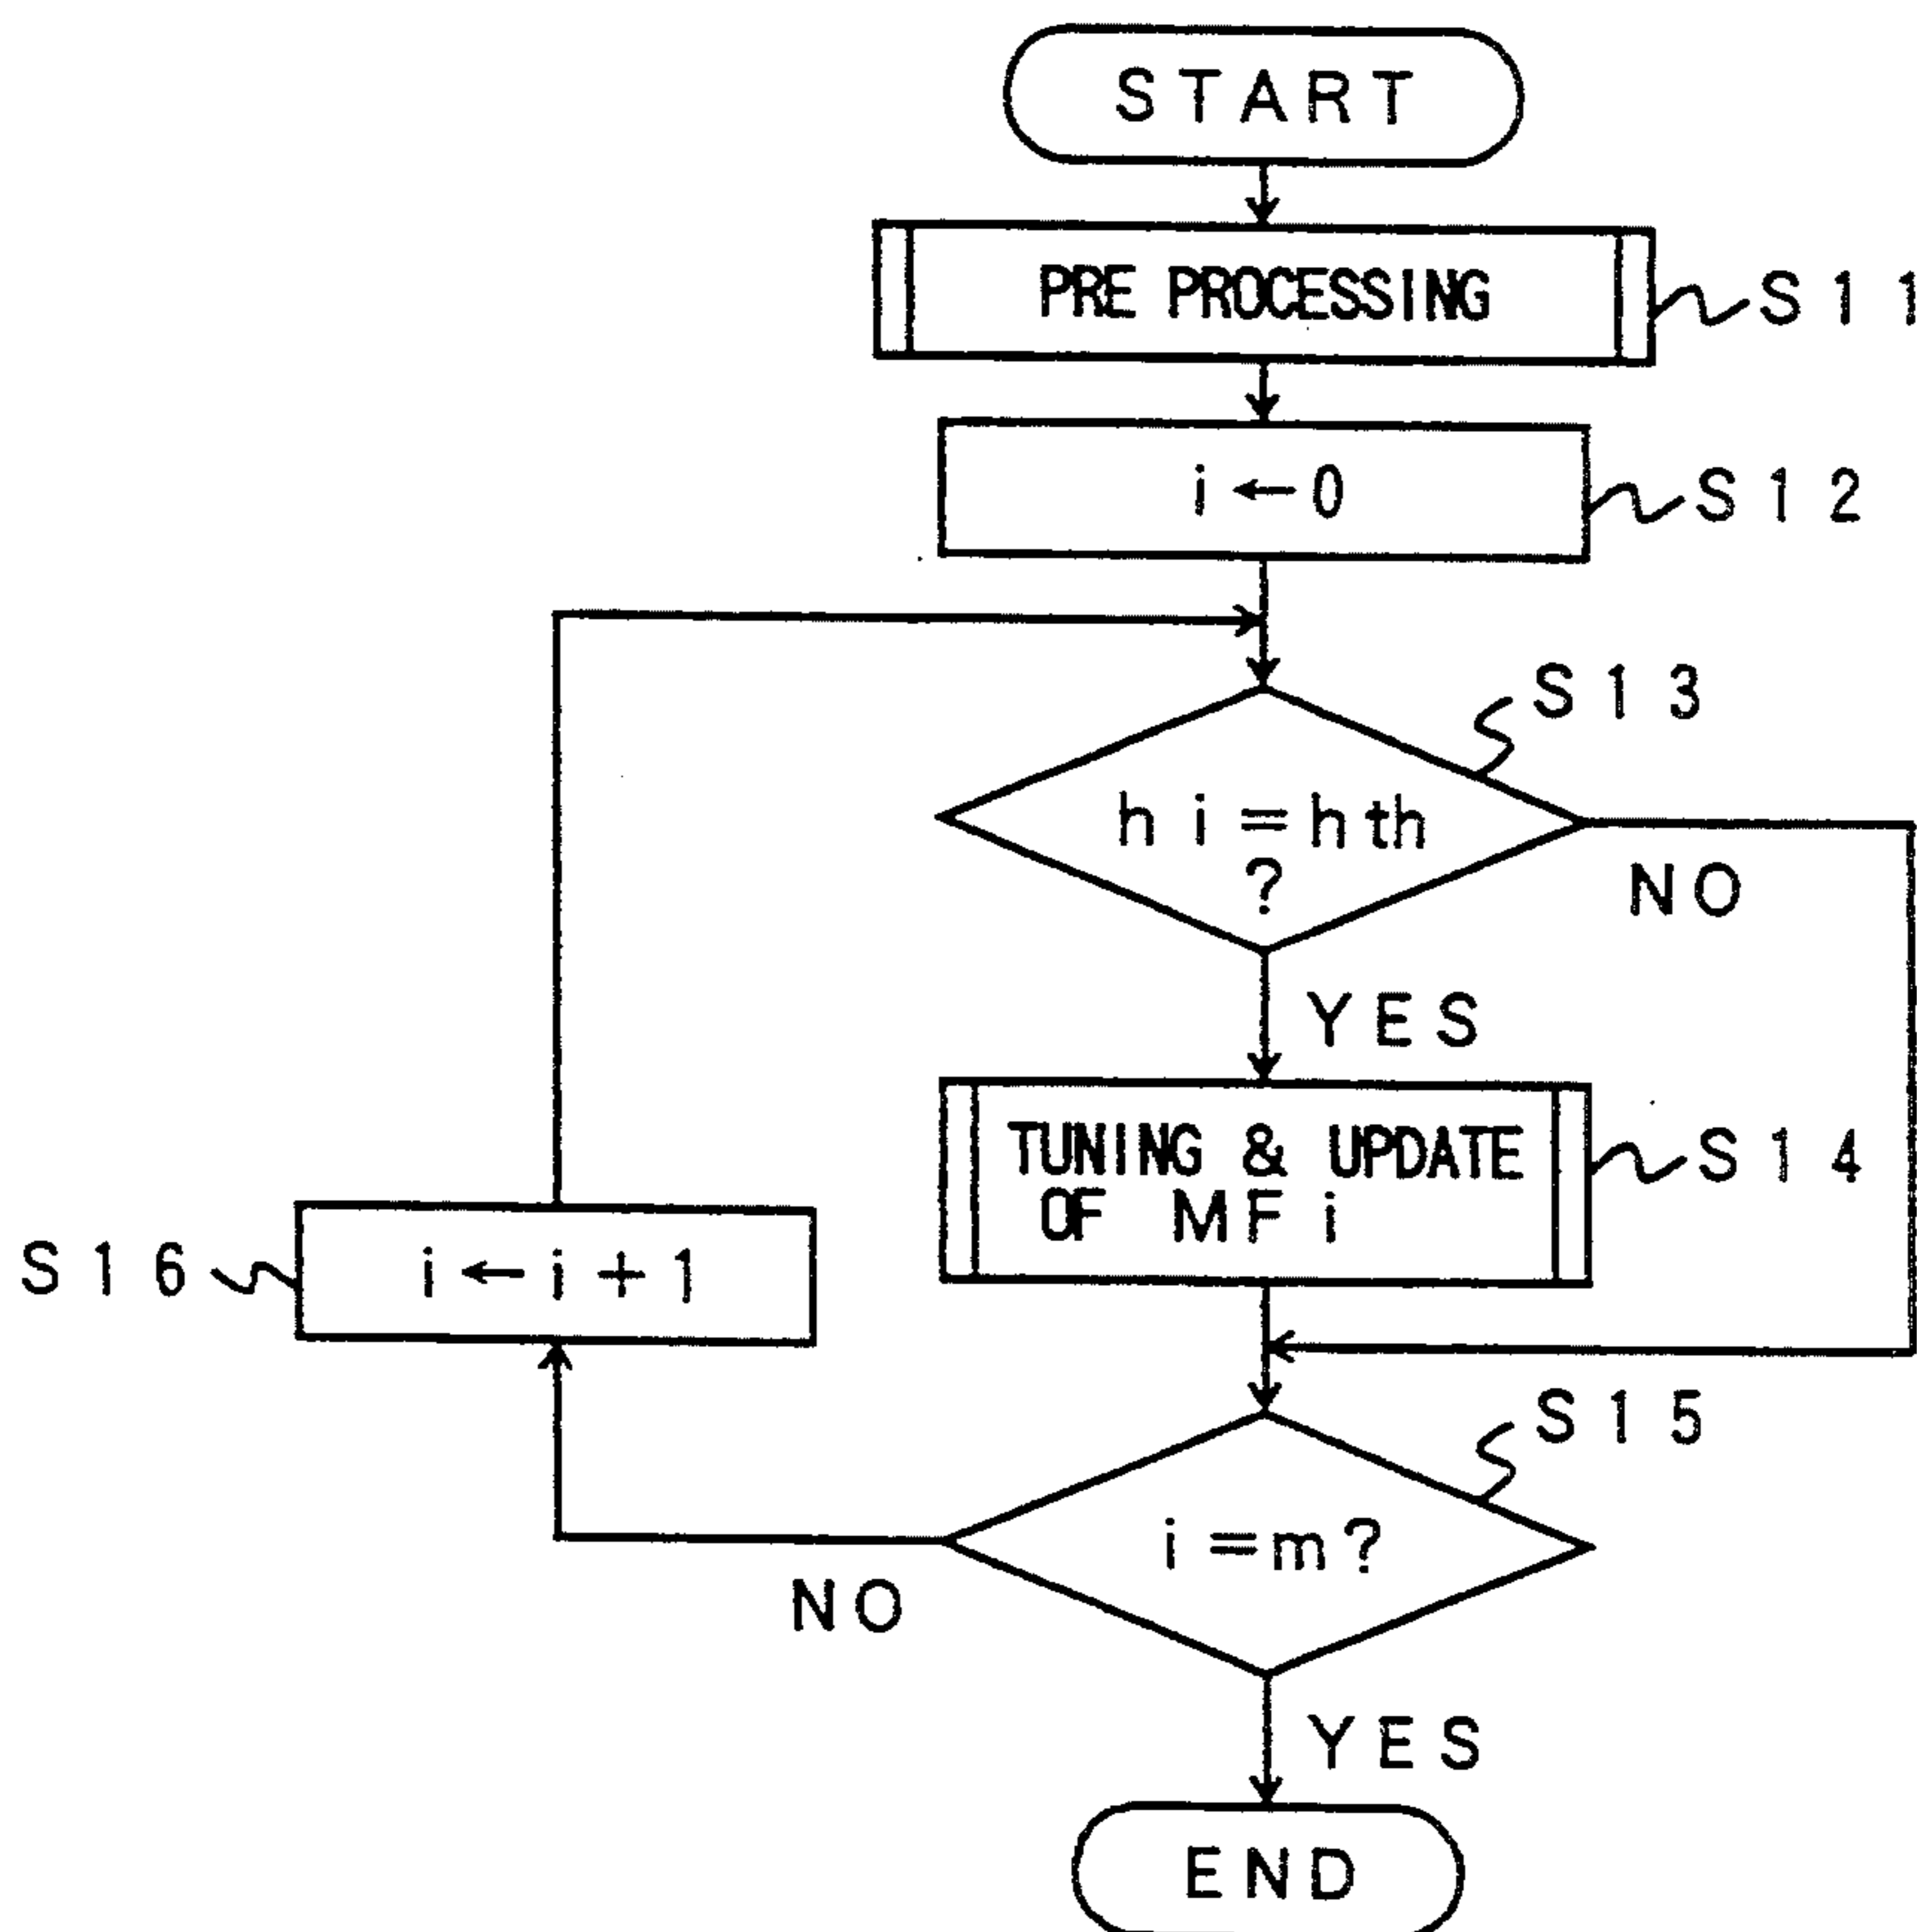 START
PRE PROCESSING
S11
i←0
S12
S13
hi=hth
?
NO
YES
TUNING & UPDATE
OF MFi
S14
S16
i←i+1
S15
i=m?
NO
YES
END